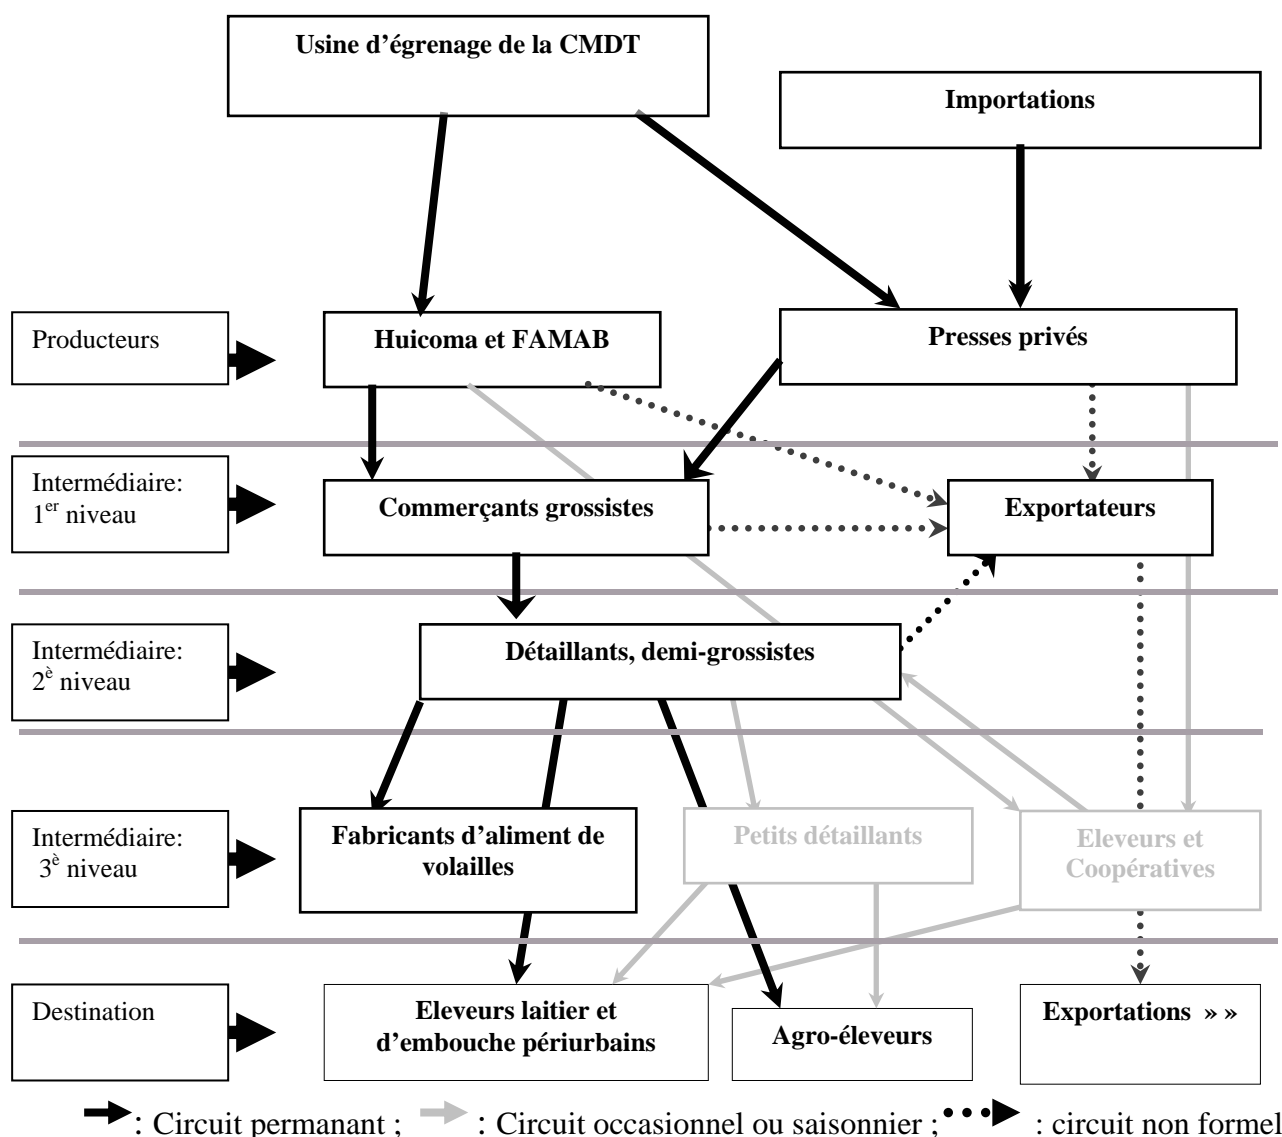 Usine d'égrenage de la CMDT
Importations
Producteurs
Huicoma et FAMAB
Presses privés
Intermédiaire:
1er niveau
Commerçants grossistes
Exportateurs
Intermédiaire:
2è niveau
Détaillants, demi-grossistes
Intermédiaire:
3è niveau
Fabricants d'aliment de
volailles
Petits détaillants
Eleveurs et
Coopératives
Destination
Eleveurs laitier et
d'embouche périurbains
Agro-éleveurs
Exportations » »
: Circuit permanant ; : Circuit occasionnel ou saisonnier ; : circuit non formel